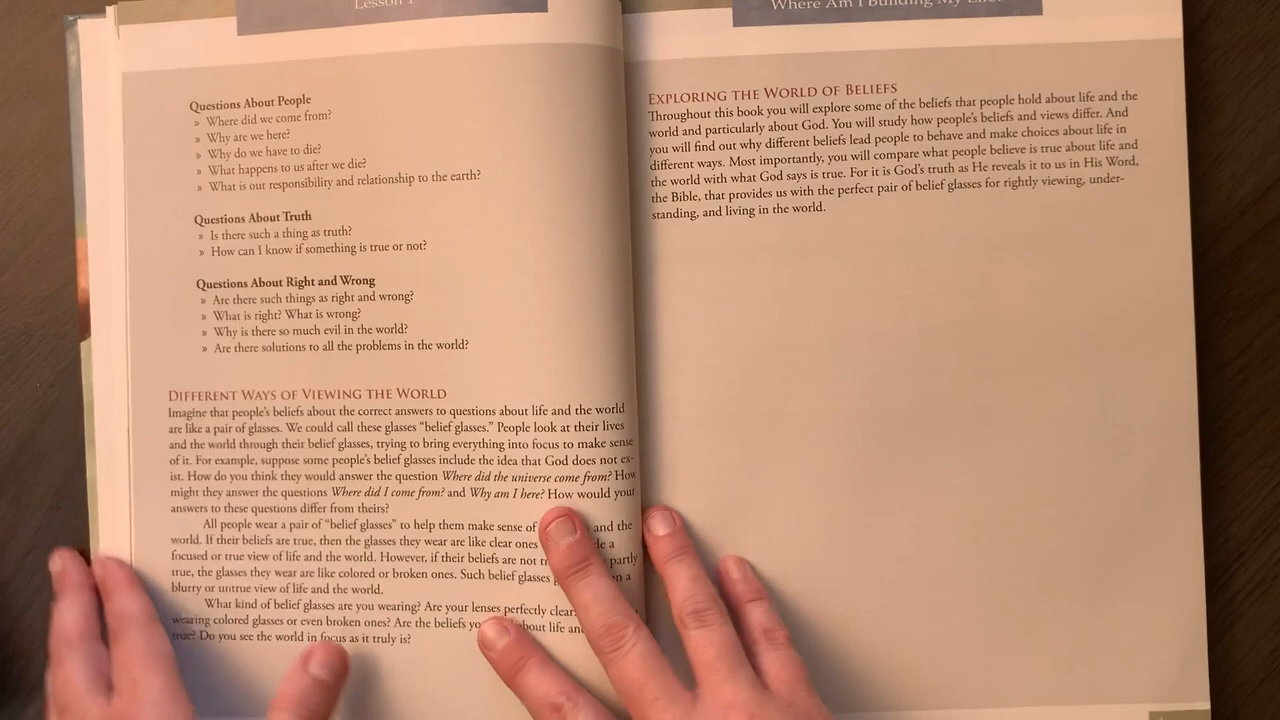 Lesson 1
Questions About People
» Where did we come from?
» Why are we here?
» Why do we have to die?
» What happens to us after we die?
» What is our responsibility and relationship to the earth?
Questions About Truth
» Is there such a thing as truth?
» How can I know if something is true or not?
Questions About Right and Wrong
» Are there such things as right and wrong?
» What is right? What is wrong?
» Why is there so much evil in the world?
» Are there solutions to all the problems in the world?
Different Ways of Viewing the World
Imagine that people's beliefs about the correct answers to questions about life and the world
are like a pair of glasses. We could call these glasses “belief glasses.” People look at their lives
and the world through their belief glasses, trying to bring everything into focus to make sense
of it. For example, suppose some people's belief glasses include the idea that God does not ex-
ist. How do you think they would answer the question Where did the universe come from? How
might they answer the questions Where did I come from? and Why am I here? How would your
answers to these questions differ from theirs?
All people wear a pair of “belief glasses” to help them make sense of and the
world. If their beliefs are true, then the glasses they wear are like clear ones a
focused or true view of life and the world. However, if their beliefs are not partly
true, the glasses they wear are like colored or broken ones. Such belief glasses a
blurry or untrue view of life and the world.
What kind of belief glasses are you wearing? Are your lenses perfectly clear
wearing colored glasses or even broken ones? Are the beliefs about life
true? Do you see the world in focus as it truly is?
Where Am I Building My Life?
Exploring the World of Beliefs
Throughout this book you will explore some of the beliefs that people hold about life and the
world and particularly about God. You will study how people's beliefs and views differ. And
you will find out why different beliefs lead people to behave and make choices about life in
different ways. Most importantly, you will compare what people believe is true about life and
the world with what God says is true. For it is God's truth as He reveals it to us in His Word,
the Bible, that provides us with the perfect pair of belief glasses for rightly viewing, under-
standing, and living in the world.